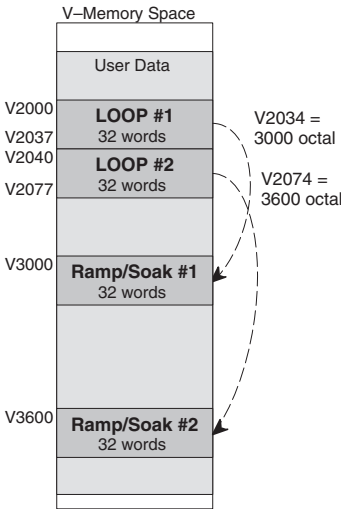 V–Memory Space
User Data
V2000
LOOP #1
32 words
V2037
V2040
LOOP #2
32 words
V2077
V2034 =
3000 octal
V2074 =
3600 octal
V3000
Ramp/Soak #1
32 words
V3600
Ramp/Soak #2
32 words